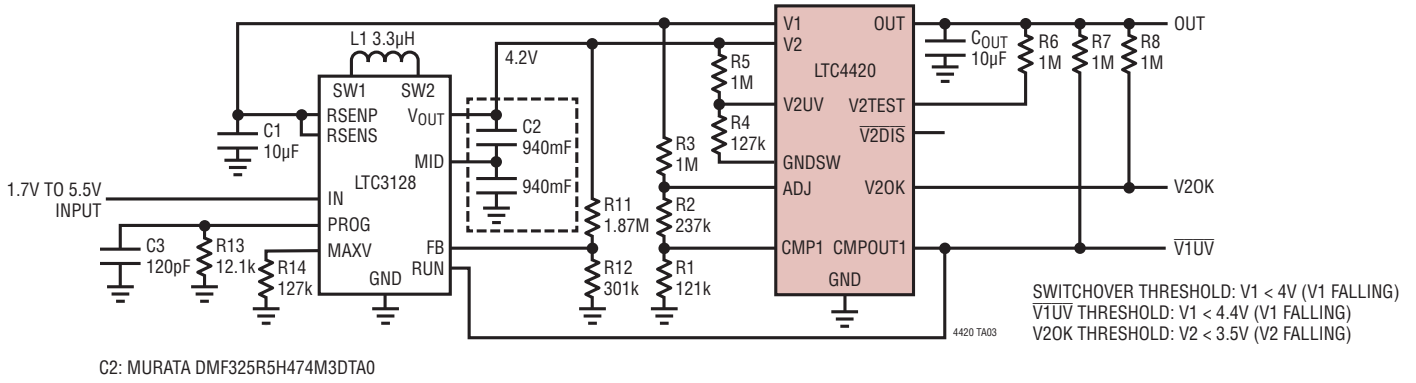 V1
V2
OUT
OUT
LTC4420
C_OUT
10µF
R6
1M
R7
1M
R8
1M
L1 3.3µH
4.2V
SW1
SW2
RSENP
RSENS
C1
10µF
V_OUT
MID
C2
940mF
940mF
R5
1M
R4
127k
V2UV
GNDSW
V2TEST
V2DIS
R3
1M
LTC3128
1.7V TO 5.5V
INPUT
IN
PROG
MAXV
C3
120pF
R13
12.1k
R14
127k
GND
FB
RUN
R11
1.87M
R12
301k
ADJ
R2
237k
CMP1
R1
121k
V2OK
V2OK
CMPOUT1
V1UV
GND
4420 TA03
SWITCHOVER THRESHOLD: V1 < 4V (V1 FALLING)
V1UV THRESHOLD: V1 < 4.4V (V1 FALLING)
V2OK THRESHOLD: V2 < 3.5V (V2 FALLING)
C2: MURATA DMF325R5H474M3DTA0